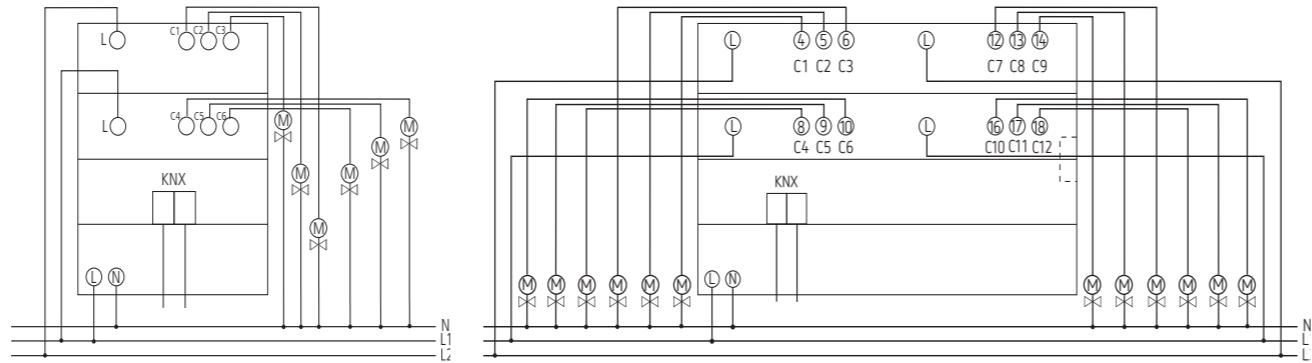 L C1 C2 C3
L C4 C5 C6
M M M M M M
KNX
L N
N
L1
L2
L 4 5 6 L 12 13 14
C1 C2 C3 C7 C8 C9
L 8 9 10 L 16 17 18
C4 C5 C6 C10 C11 C12
KNX
L N
M M M M M M M M M M M M
N
L
L